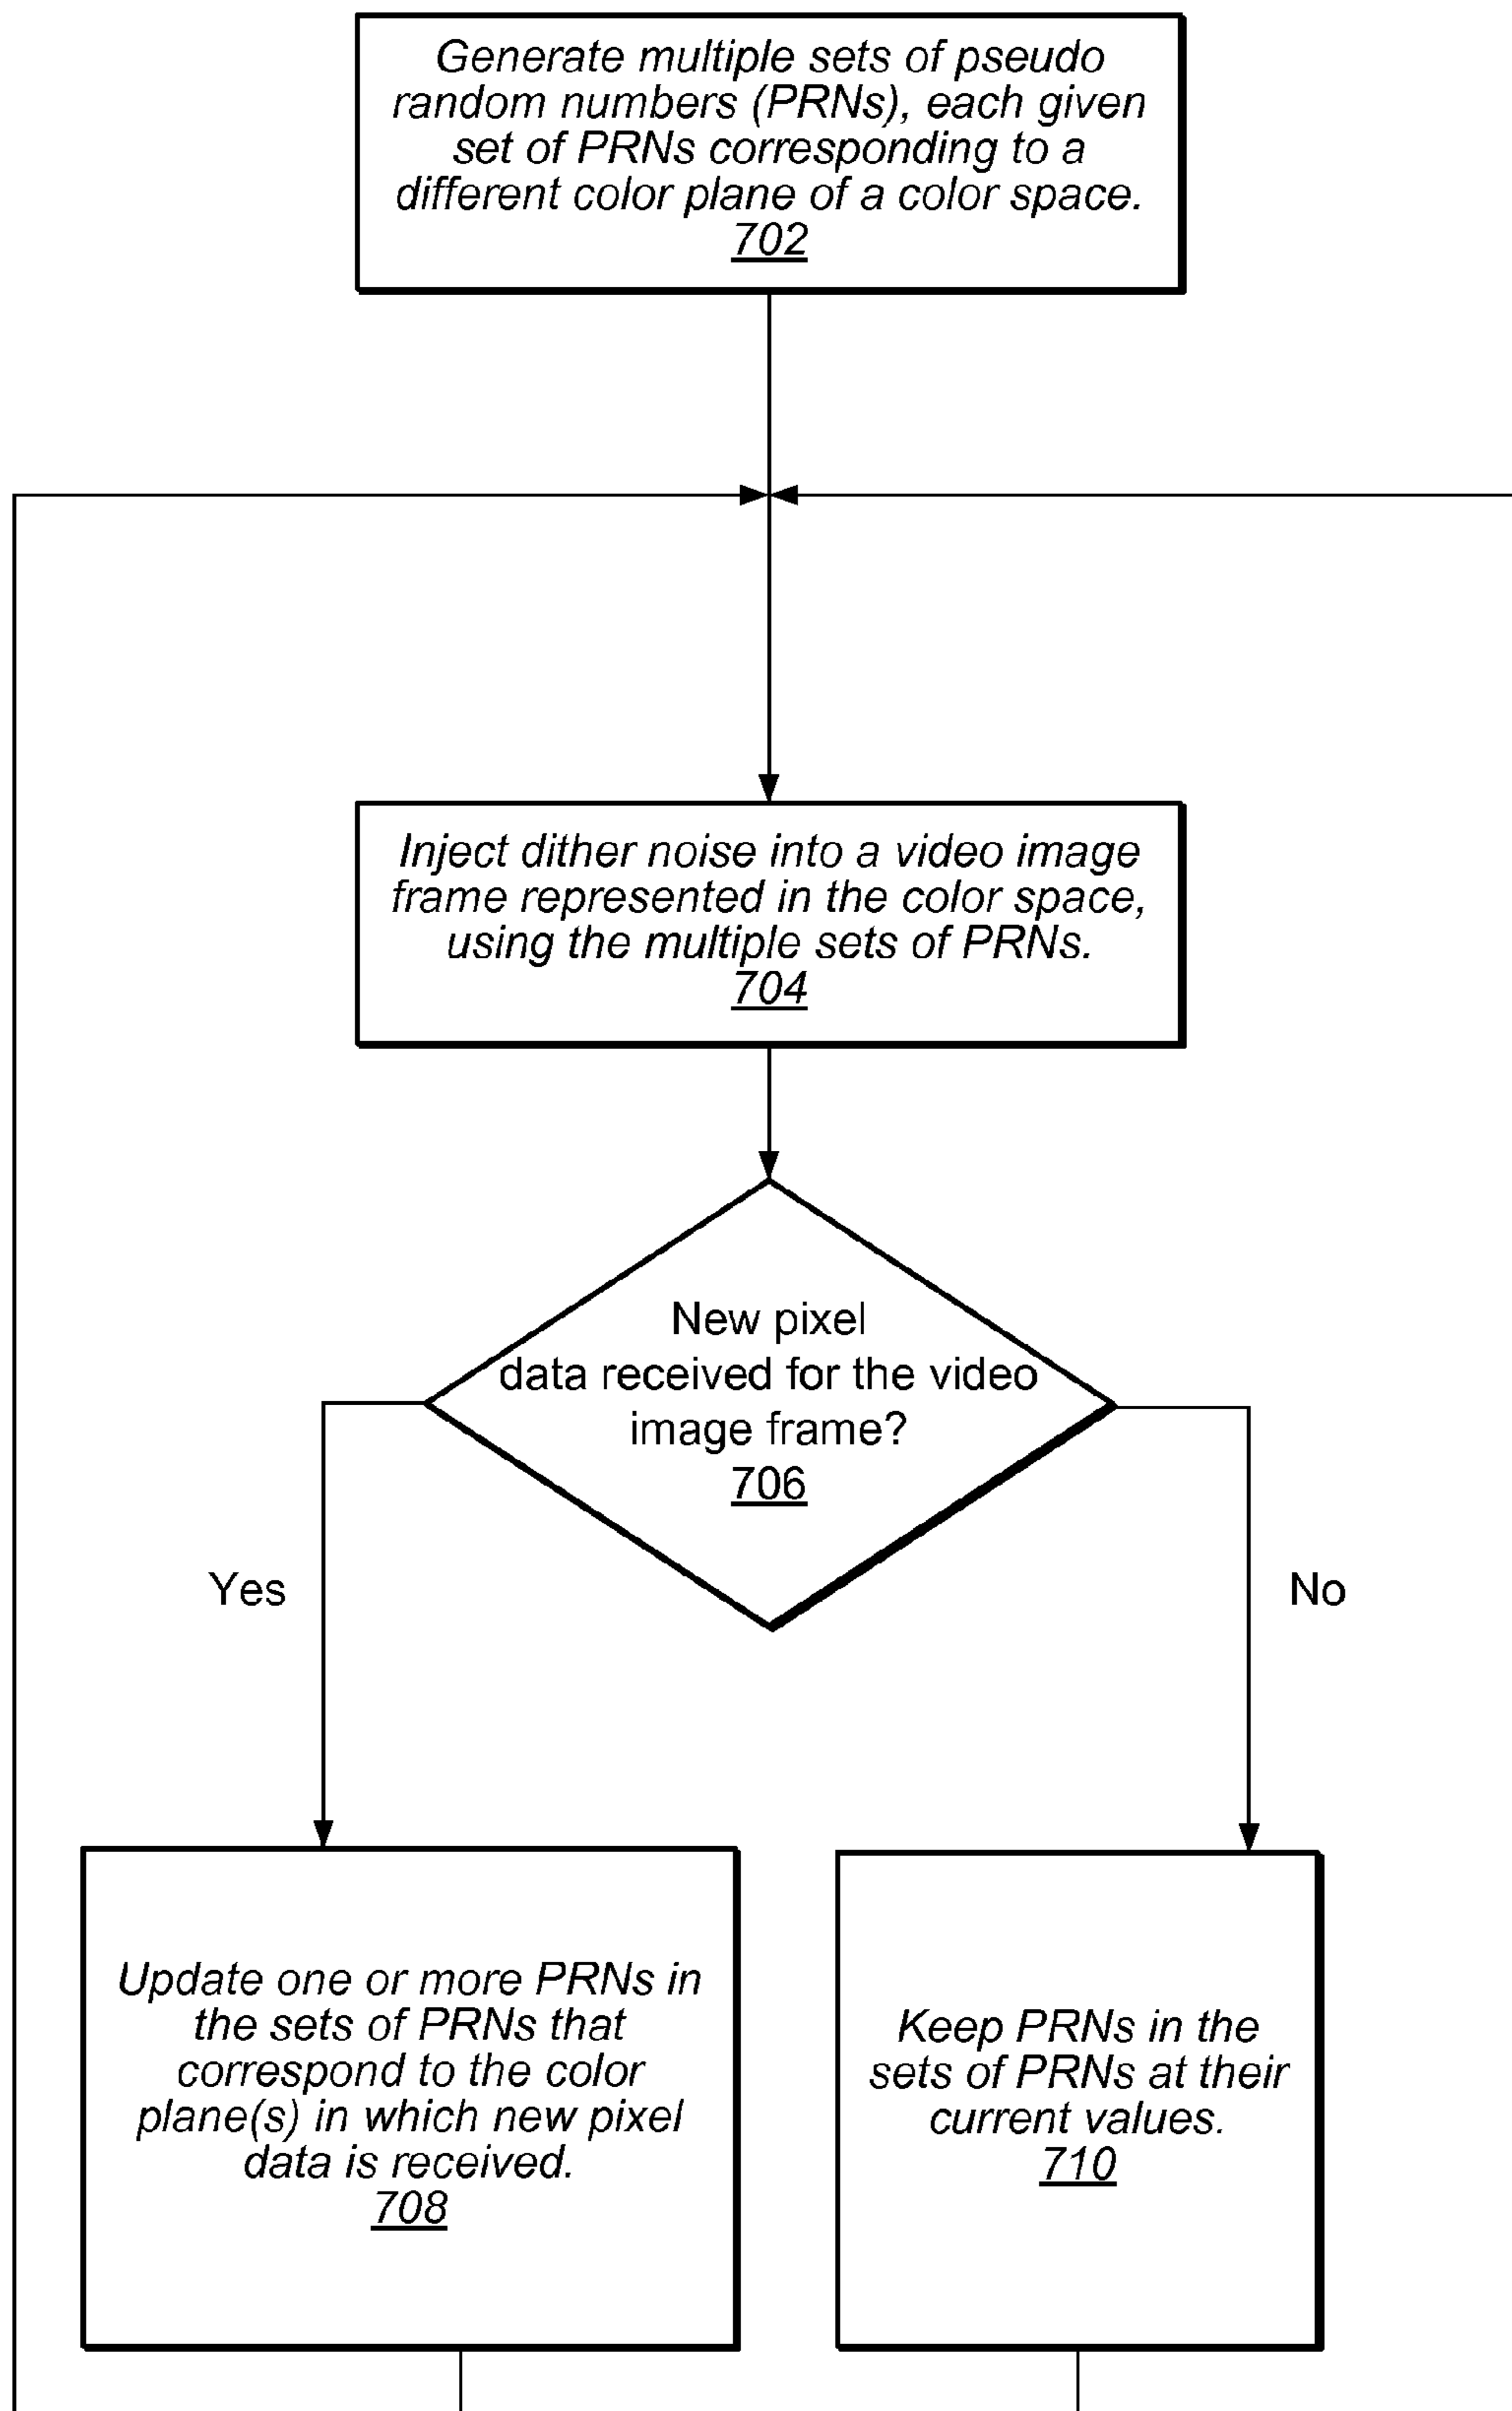 Generate multiple sets of pseudo
random numbers (PRNs), each given
set of PRNs corresponding to a
different color plane of a color space.
702
Inject dither noise into a video image
frame represented in the color space,
using the multiple sets of PRNs.
704
New pixel
data received for the video
image frame?
706
Yes
No
Update one or more PRNs in
the sets of PRNs that
correspond to the color
plane(s) in which new pixel
data is received.
708
Keep PRNs in the
sets of PRNs at their
current values.
710